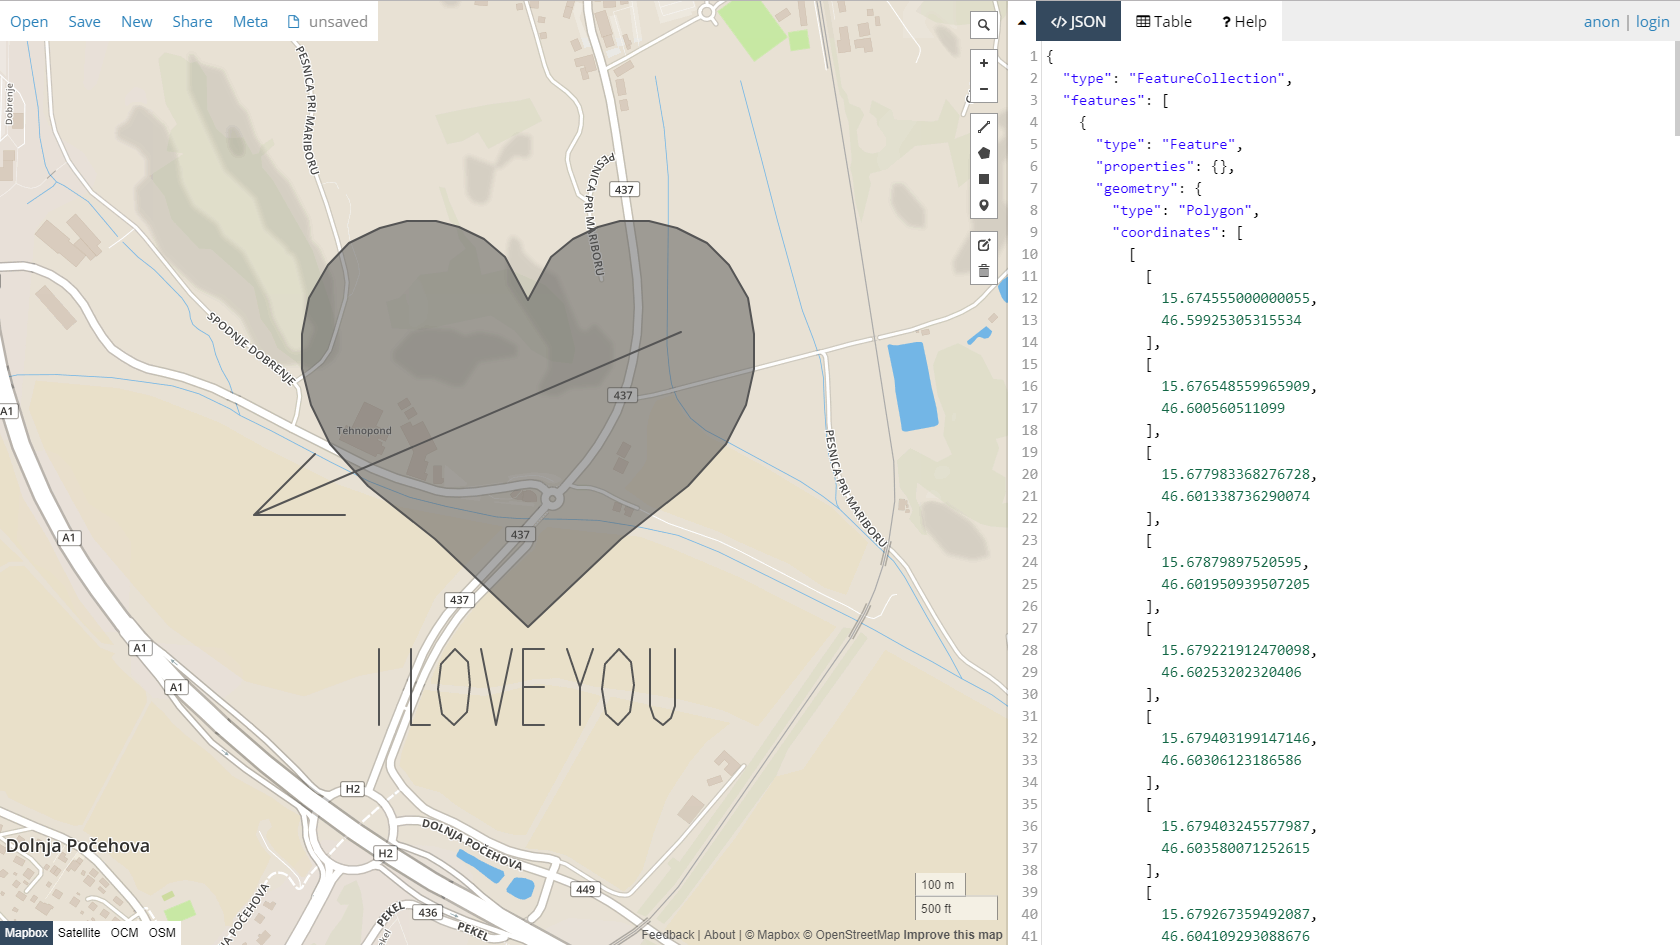 Open Save New Share Meta unsaved
</> JSON Table ? Help
anon | login
Dobrenje
PESNICA PRI MARIBORU
PESNICA PRI MARIBORU
437
SPODNJE DOBRENJE
A1
437
Tehnopond
PESNICA PRI MARIBORU
437
A1
437
I LOVE YOU
A1
A1
H2
DOLNJA POČEHOVA
Dolnja Počehova
H2
449
436
PEKEL
PEKEL
100 m
500 ft
Mapbox Satellite OCM OSM
Feedback | About | © Mapbox © OpenStreetMap Improve this map
1 {
2 "type": "FeatureCollection",
3 "features": [
4 {
5 "type": "Feature",
6 "properties": {},
7 "geometry": {
8 "type": "Polygon",
9 "coordinates": [
10 [
11 [
12 15.674555000000055,
13 46.59925305315534
14 ],
15 [
16 15.676548559965909,
17 46.600560511099
18 ],
19 [
20 15.677983368276728,
21 46.601338736290074
22 ],
23 [
24 15.67879897520595,
25 46.601950939507205
26 ],
27 [
28 15.679221912470098,
29 46.60253202320406
30 ],
31 [
32 15.679403199147146,
33 46.60306123186586
34 ],
35 [
36 15.679403245577987,
37 46.603580071252615
38 ],
39 [
40 15.679267359492087,
41 46.604109293088676